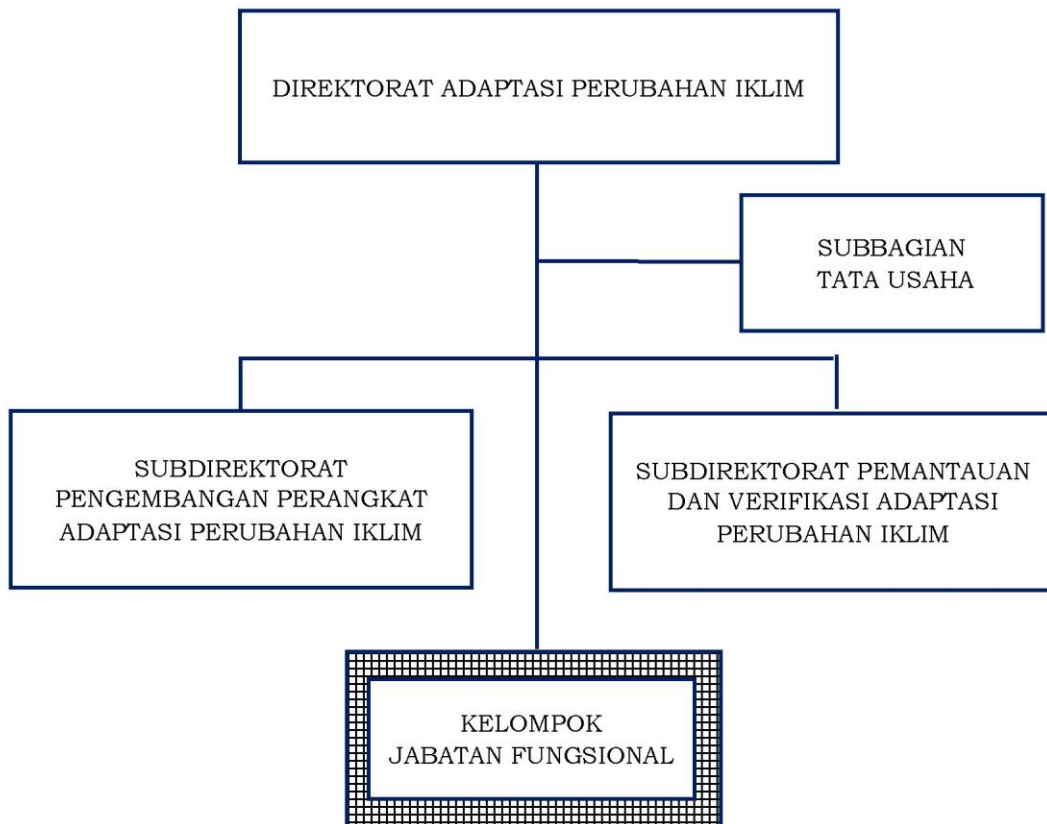 DIREKTORAT ADAPTASI PERUBAHAN IKLIM
SUBBAGIAN
TATA USAHA
SUBDIREKTORAT
PENGEMBANGAN PERANGKAT
ADAPTASI PERUBAHAN IKLIM
SUBDIREKTORAT PEMANTAUAN
DAN VERIFIKASI ADAPTASI
PERUBAHAN IKLIM
KELOMPOK
JABATAN FUNGSIONAL